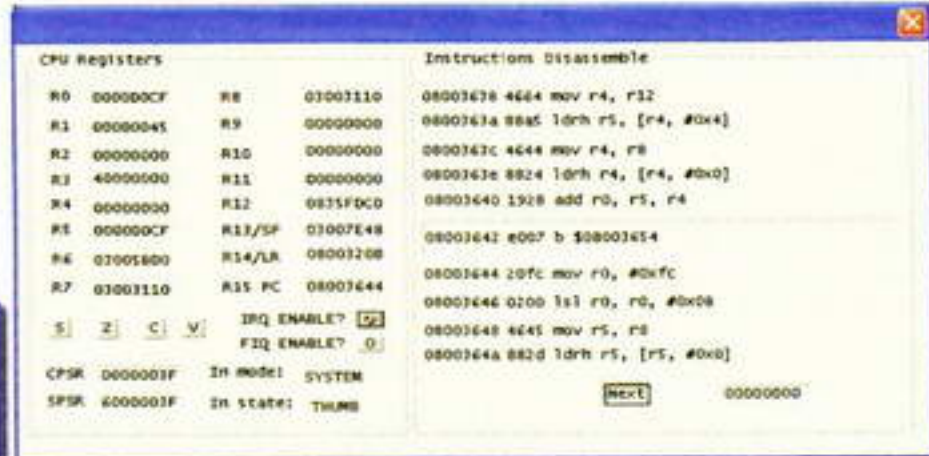 CPU Registers
R0 000000CF R8 03003110
R1 00000045 R9 00000000
R2 00000000 R10 00000000
R3 40000000 R11 00000000
R4 00000000 R12 0835FDC0
R5 000000CF R13/SP 03007E48
R6 03005800 R14/LR 0800320B
R7 03003110 R15 PC 08003644
S Z C V IRQ ENABLE?
FIQ ENABLE?
CPSR 0000003F In mode: SYSTEM
SPSR 6000003F In state: THUMB
Instructions Disassemble
08003638 4664 mov r4, r12
0800363a 88a5 ldrh r5, [r4, #0x4]
0800363c 4644 mov r4, r8
0800363e 8824 ldrh r4, [r4, #0x0]
08003640 1928 add r0, r5, r4
08003642 e007 b $08003654
08003644 20fc mov r0, #0xfc
08003646 0200 lsl r0, r0, #0x08
08003648 4645 mov r5, r8
0800364a 882d ldrh r5, [r5, #0x0]
Next 00000000